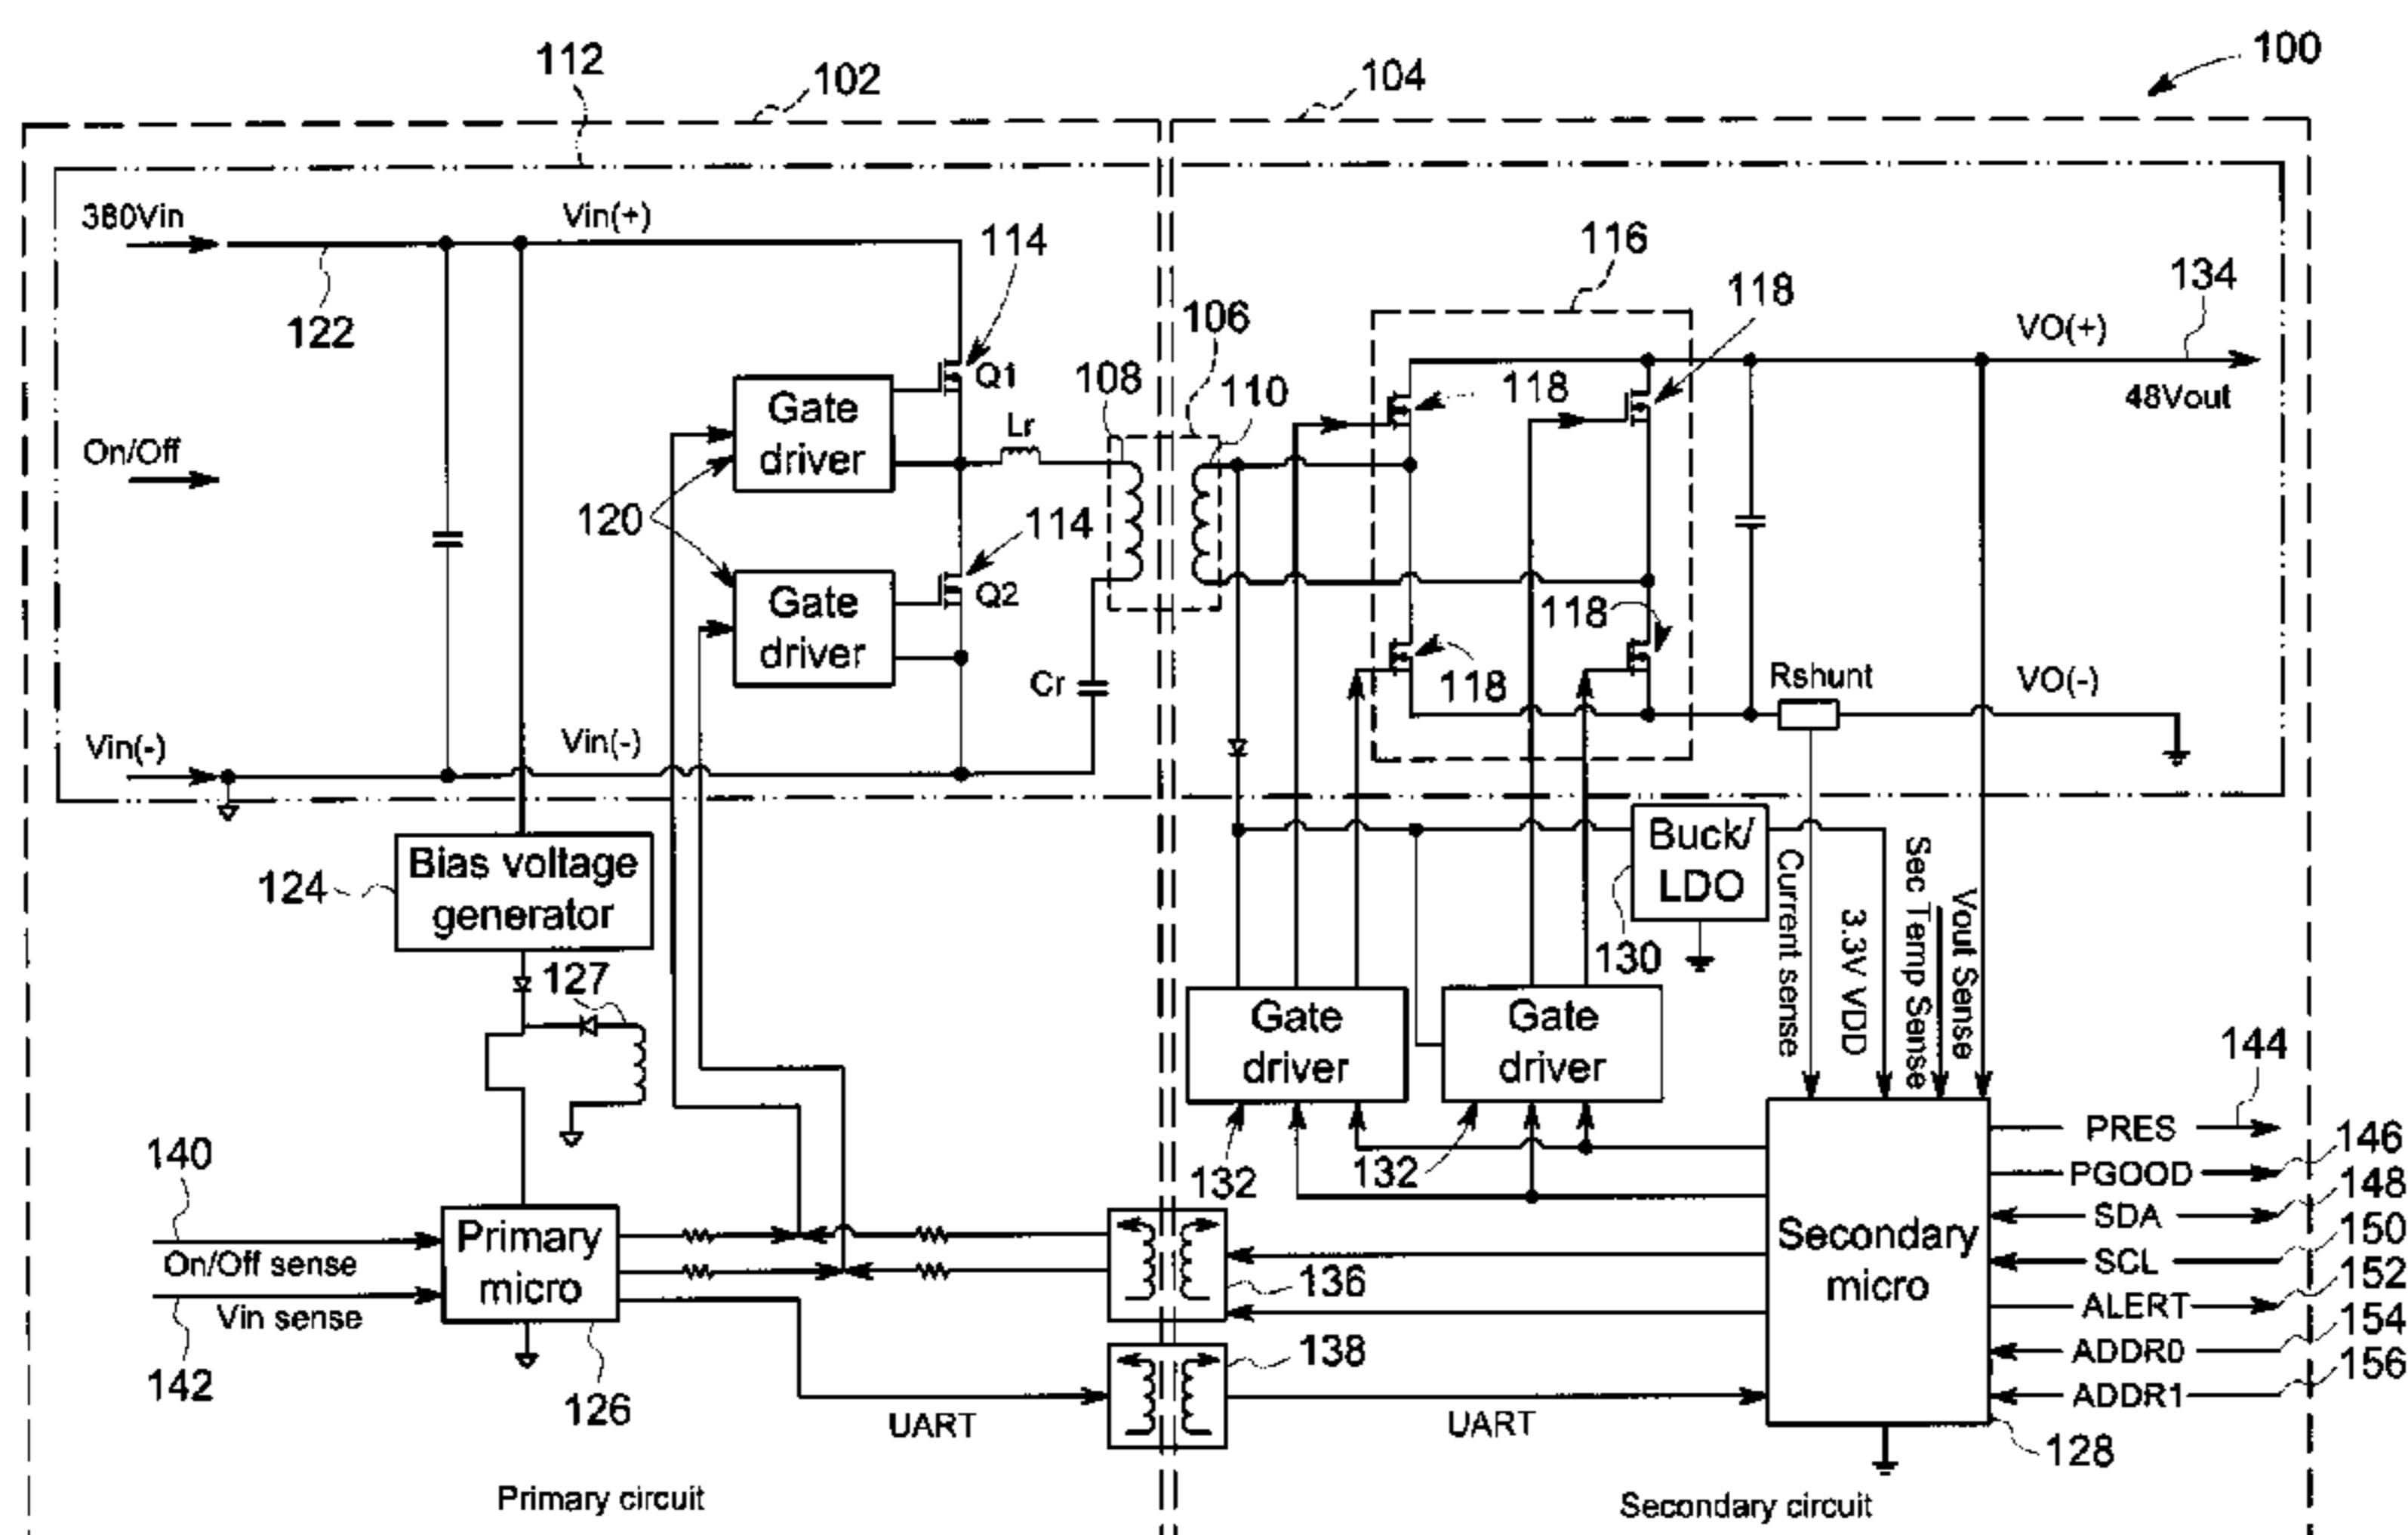 100
112
102
104
380Vin
Vin(+)
114
116
118
134
122
106
VO(+)
Q1
108
110
118
48Vout
Gate
driver
Lr
On/Off
120
114
Gate
driver
Q2
118
Cr
118
Rshunt
VO(-)
Vin(-)
Vin(-)
Bias voltage
generator
124
Buck/
LDO
130
Current sense
3.3V VDD
Sec Temp Sense
Vout Sense
127
Gate
driver
Gate
driver
144
PRES
146
140
132
132
PGOOD
148
SDA
150
Primary
micro
On/Off sense
Secondary
micro
SCL
152
136
Vin sense
ALERT
154
138
ADDR0
156
142
126
ADDR1
UART
UART
128
Primary circuit
Secondary circuit